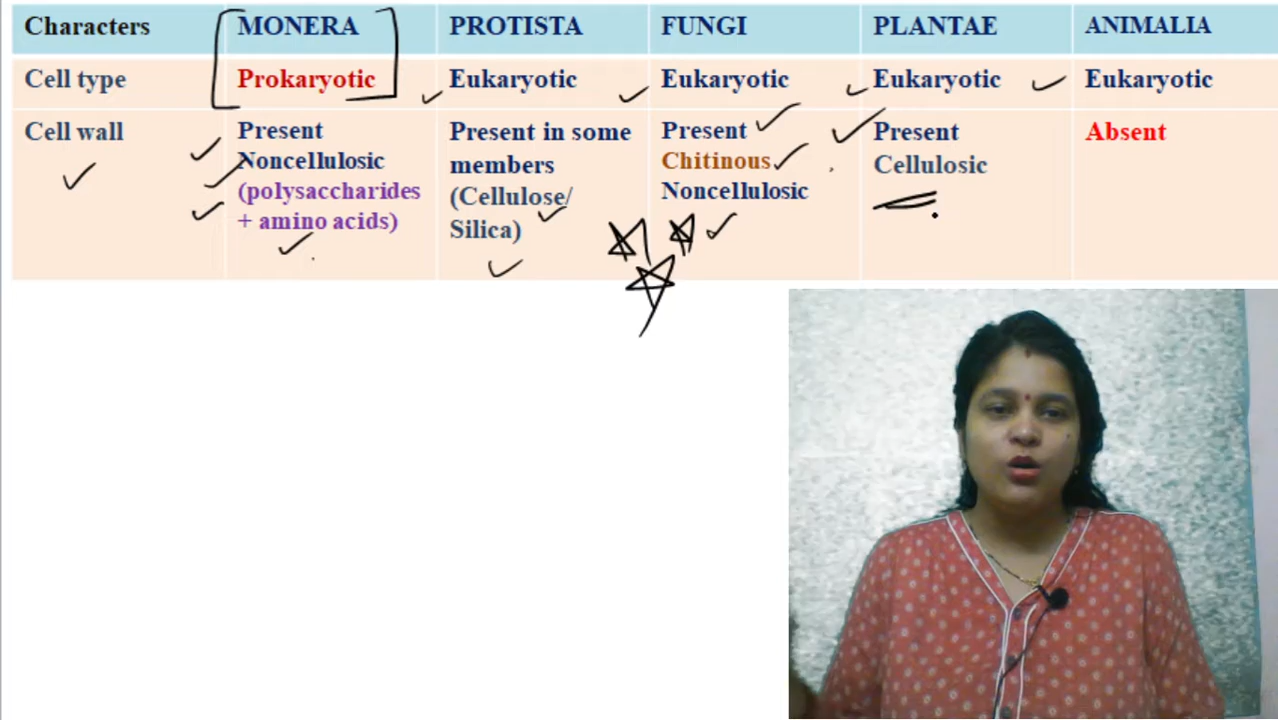 Characters MONERA PROTISTA FUNGI PLANTAE ANIMALIA
Cell type Prokaryotic Eukaryotic Eukaryotic Eukaryotic Eukaryotic
Cell wall
Present
Noncellulosic
(polysaccharides
+ amino acids)
Present in some
members
(Cellulose/
Silica)
Present
Chitinous
Noncellulosic
Present
Cellulosic
Absent